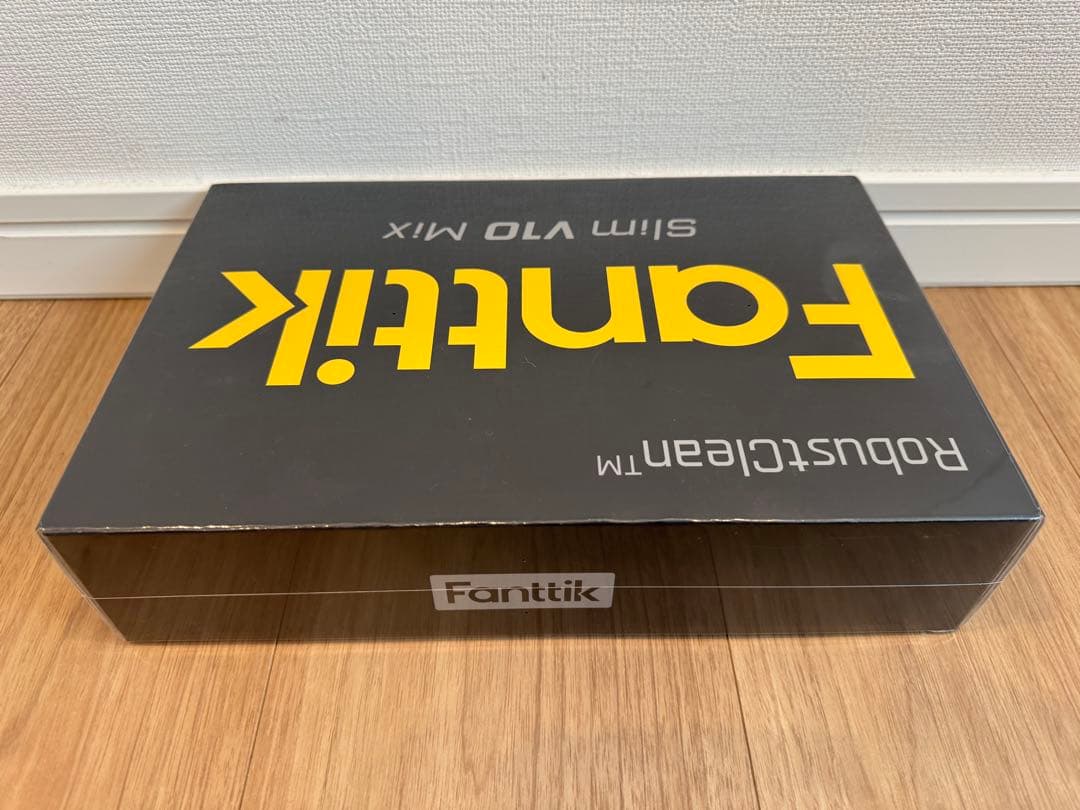 RobustClean™
Fanttik
Slim V10 Mix
Fanttik